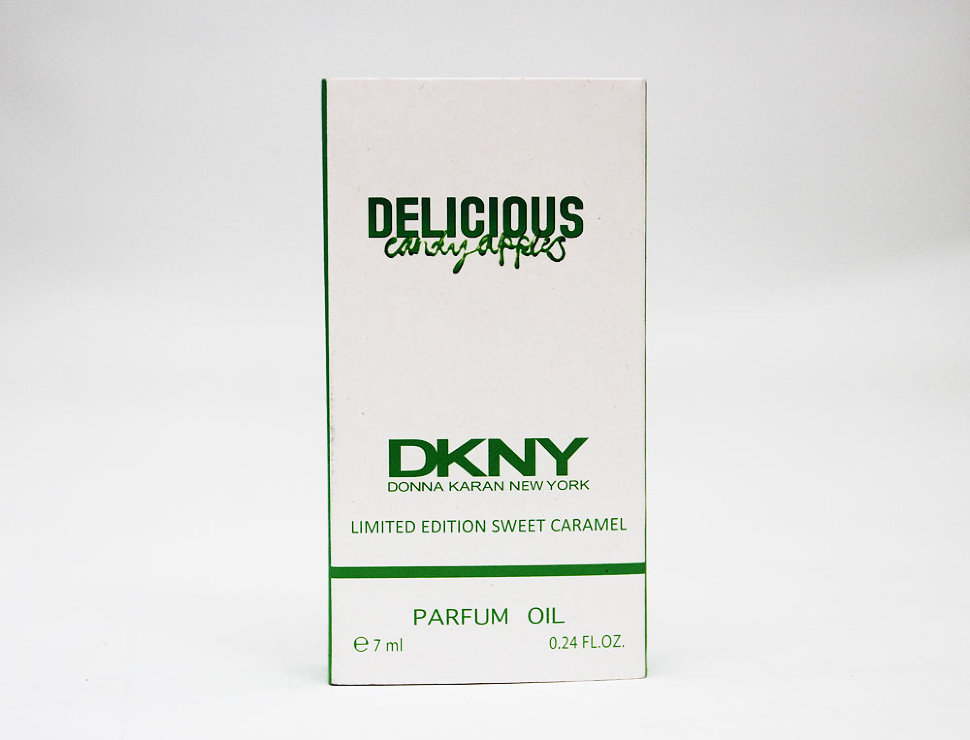 DELICIOUS
candy apples
DKNY
DONNA KARAN NEW YORK
LIMITED EDITION SWEET CARAMEL
PARFUM OIL
℮ 7 ml 0.24 FL.OZ.